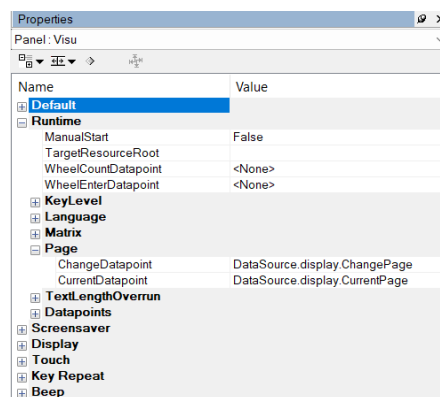 Properties
Panel : Visu
Name Value
Default
Runtime
ManualStart False
TargetResourceRoot
WheelCountDatapoint <None>
WheelEnterDatapoint <None>
KeyLevel
Language
Matrix
Page
ChangeDatapoint DataSource.display.ChangePage
CurrentDatapoint DataSource.display.CurrentPage
TextLengthOverrun
Datapoints
Screensaver
Display
Touch
Key Repeat
Beep